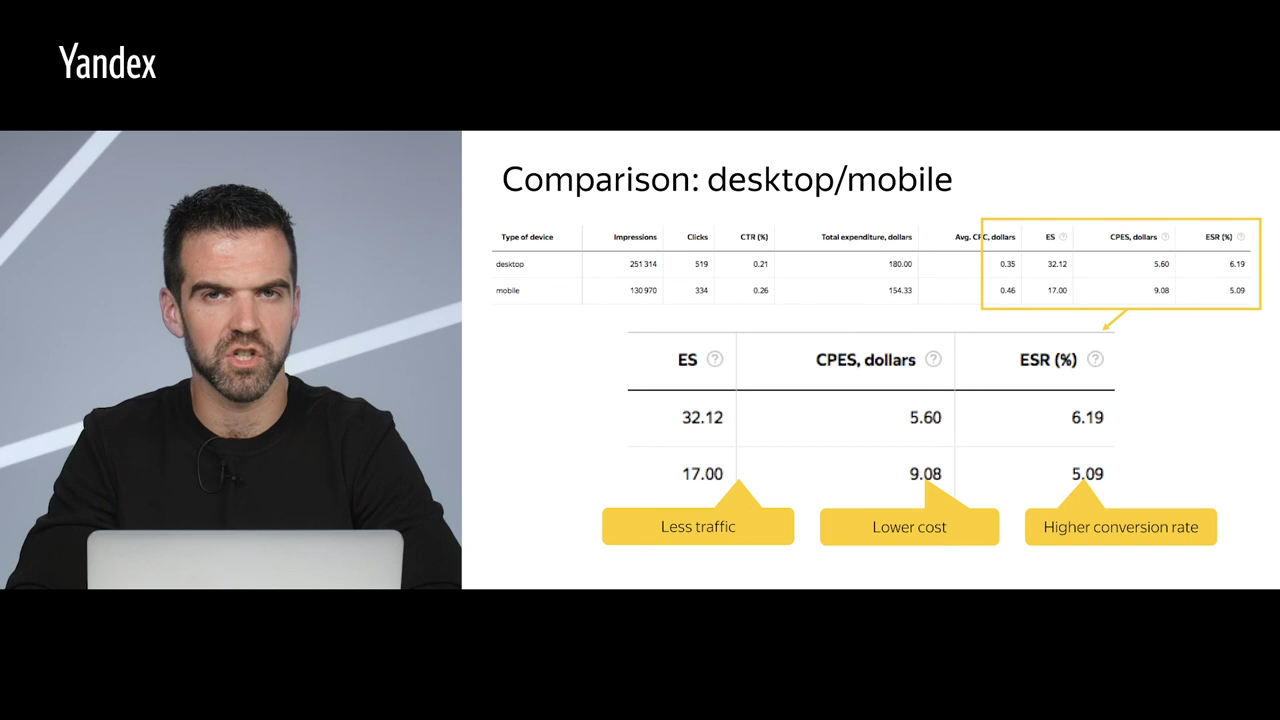 Yandex
Comparison: desktop/mobile
Type of device Impressions Clicks CTR (%) Total expenditure, dollars Avg. CPC, dollars ES CPES, dollars ESR (%)
desktop 251 314 519 0.21 180.00 0.35 32.12 5.60 6.19
mobile 130 970 334 0.26 154.33 0.46 17.00 9.08 5.09
ES ? CPES, dollars ? ESR (%) ?
32.12 5.60 6.19
17.00 9.08 5.09
Less traffic Lower cost Higher conversion rate